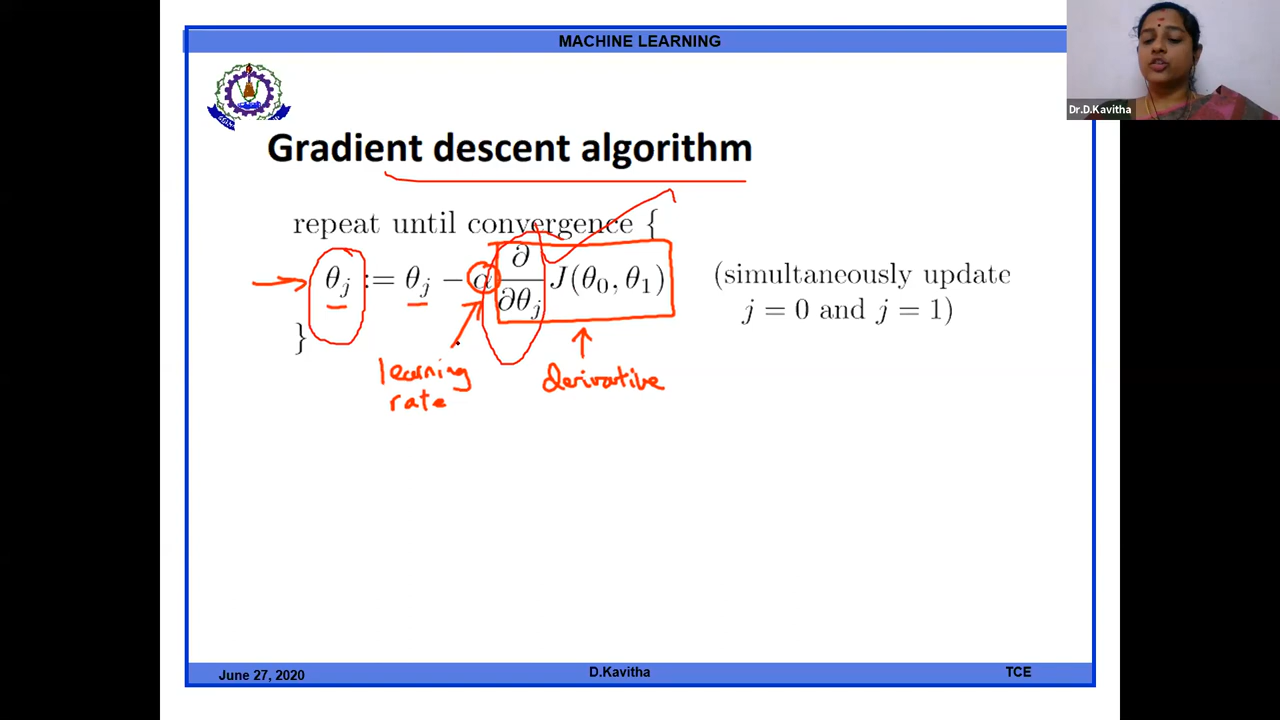 MACHINE LEARNING
Dr.D.Kavitha
Gradient descent algorithm
repeat until convergence {
θj := θj − α ∂/∂θj J(θ0, θ1)
(simultaneously update
j = 0 and j = 1)
}
learning
rate
derivative
June 27, 2020
D.Kavitha
TCE